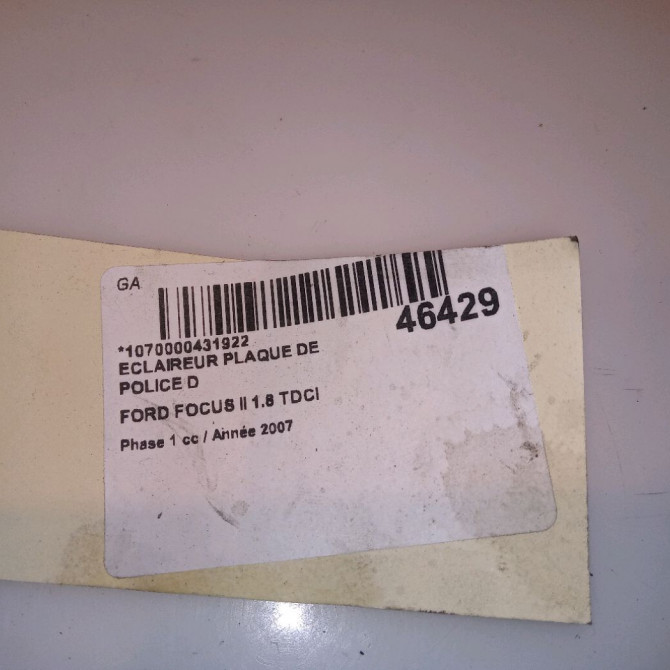 GA
46429
*1070000431922
ECLAIREUR PLAQUE DE
POLICE D
FORD FOCUS II 1.8 TDCI
Phase 1 cc / Année 2007